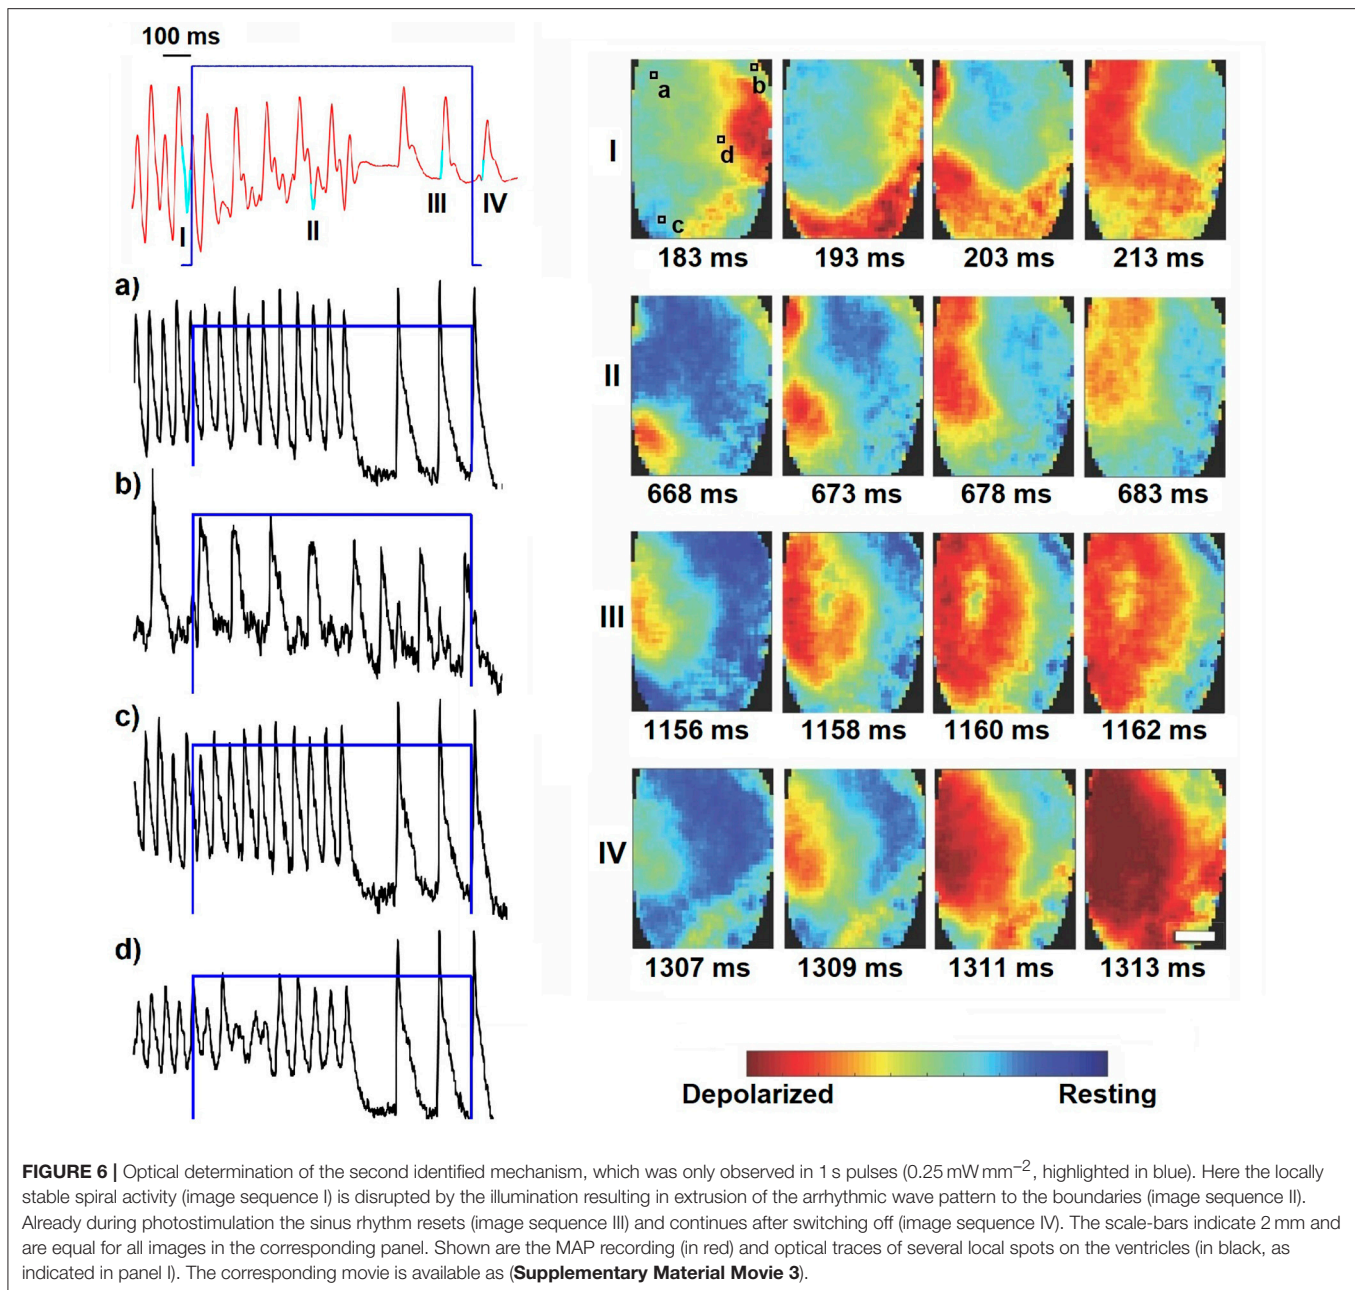 100 ms
I
II
III
IV
a)
b)
c)
d)
I
a
b
d
c
183 ms
193 ms
203 ms
213 ms
II
668 ms
673 ms
678 ms
683 ms
III
1156 ms
1158 ms
1160 ms
1162 ms
IV
1307 ms
1309 ms
1311 ms
1313 ms
Depolarized
Resting
FIGURE 6 | Optical determination of the second identified mechanism, which was only observed in 1 s pulses (0.25 mW mm⁻², highlighted in blue). Here the locally
stable spiral activity (image sequence I) is disrupted by the illumination resulting in extrusion of the arrhythmic wave pattern to the boundaries (image sequence II).
Already during photostimulation the sinus rhythm resets (image sequence III) and continues after switching off (image sequence IV). The scale-bars indicate 2 mm and
are equal for all images in the corresponding panel. Shown are the MAP recording (in red) and optical traces of several local spots on the ventricles (in black, as
indicated in panel I). The corresponding movie is available as (Supplementary Material Movie 3).